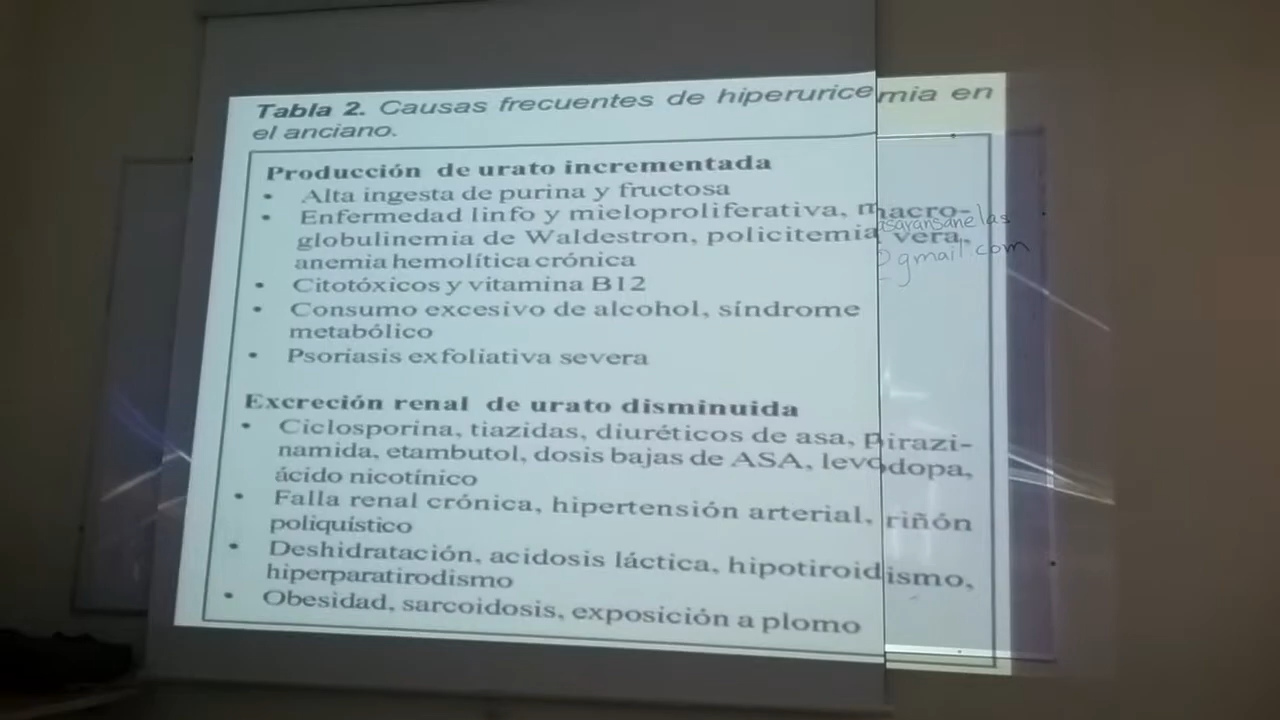 Tabla 2. Causas frecuentes de hiperuricemia en
el anciano.
Producción de urato incrementada
• Alta ingesta de purina y fructosa
• Enfermedad linfo y mieloproliferativa, macro-
globulinemia de Waldestron, policitemia vera,
anemia hemolítica crónica
• Citotóxicos y vitamina B12
• Consumo excesivo de alcohol, síndrome
metabólico
• Psoriasis exfoliativa severa
Excreción renal de urato disminuida
• Ciclosporina, tiazidas, diuréticos de asa, pirazi-
namida, etambutol, dosis bajas de ASA, levodopa,
ácido nicotínico
• Falla renal crónica, hipertensión arterial, riñón
poliquístico
• Deshidratación, acidosis láctica, hipotiroidismo,
hiperparatirodismo
• Obesidad, sarcoidosis, exposición a plomo
@gmail.com